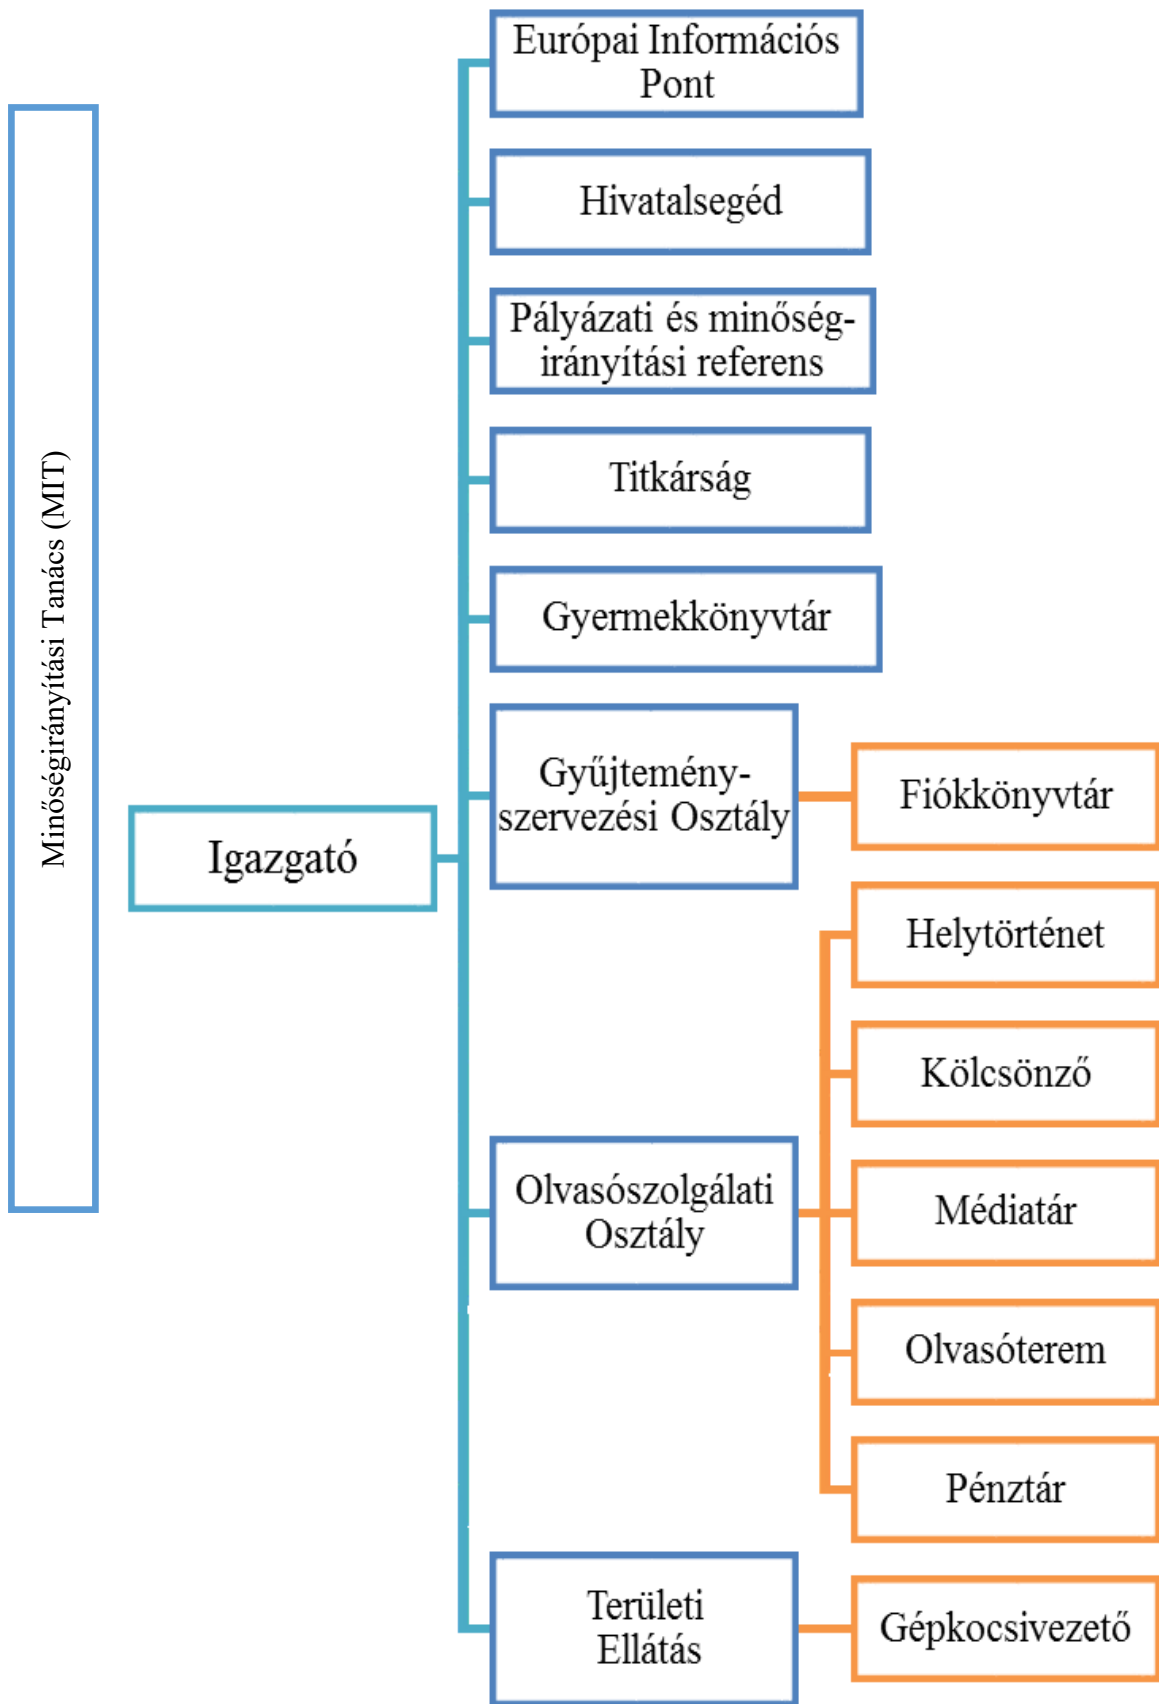 Minőségirányítási Tanács (MIT)
Igazgató
Európai Információs
Pont
Hivatalsegéd
Pályázati és minőség-
irányítási referens
Titkárság
Gyermekkönyvtár
Gyűjtemény-
szervezési Osztály
Fiókkönyvtár
Olvasószolgálati
Osztály
Helytörténet
Kölcsönző
Médiatár
Olvasóterem
Pénztár
Területi
Ellátás
Gépkocsivezető